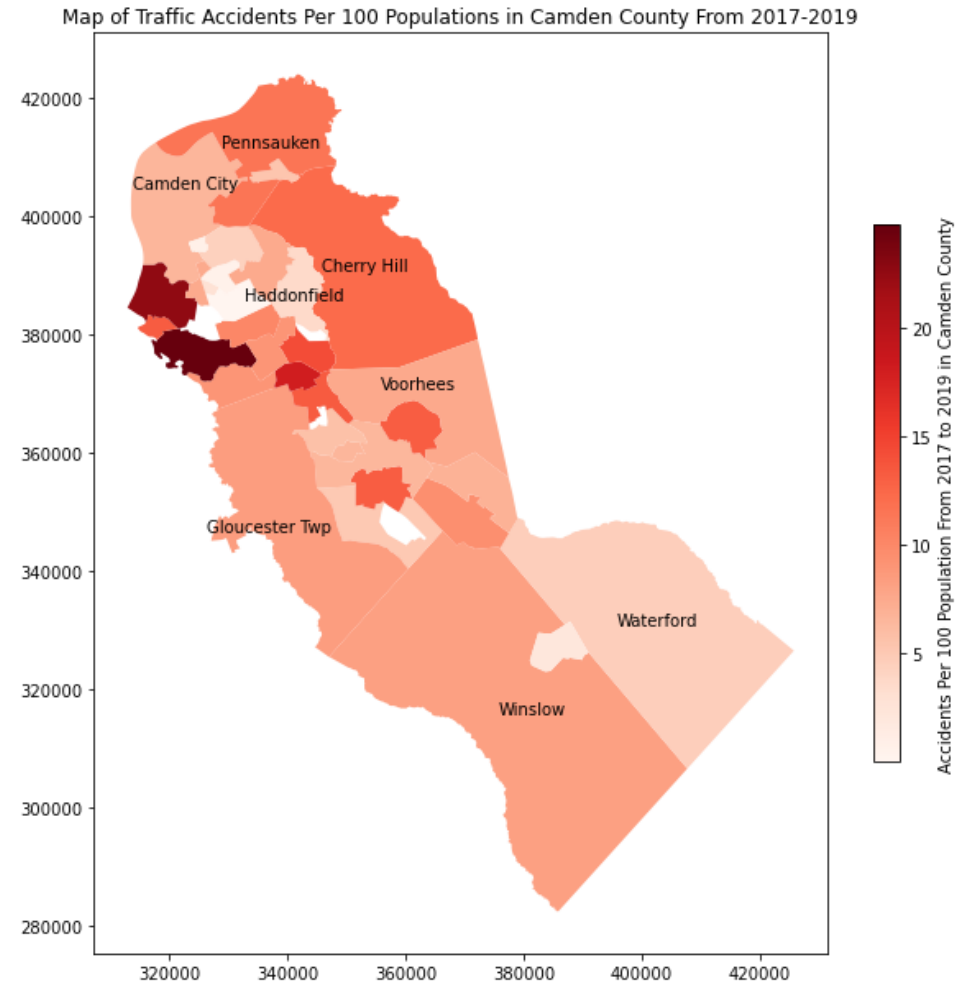 Map of Traffic Accidents Per 100 Populations in Camden County From 2017-2019
420000
400000
380000
360000
340000
320000
300000
280000
Pennsauken
Camden City
Cherry Hill
Haddonfield
Voorhees
Gloucester Twp
Waterford
Winslow
320000
340000
360000
380000
400000
420000
20
15
10
5
Accidents Per 100 Population From 2017 to 2019 in Camden County